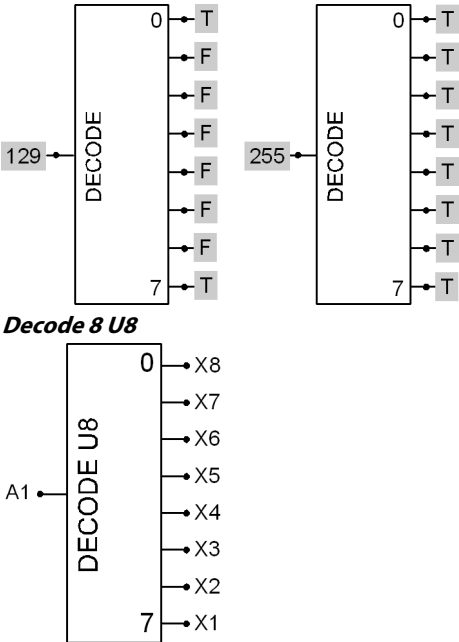 0 T
F
F
F
129 DECODE F
F
F
7 T
0 T
T
T
T
255 DECODE T
T
T
7 T
Decode 8 U8
0 X8
X7
X6
X5
A1 DECODE U8 X4
X3
X2
7 X1